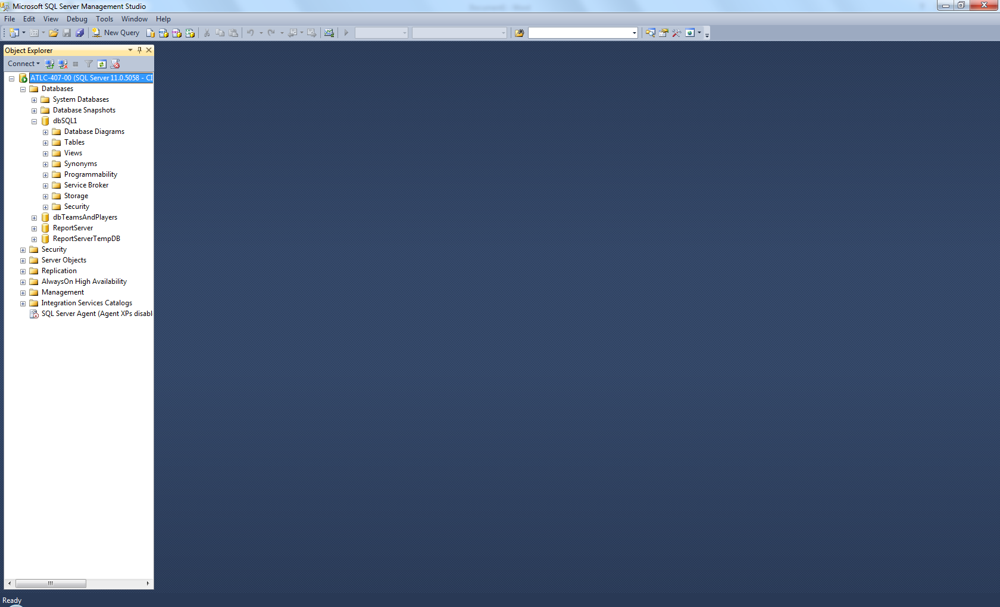 Microsoft SQL Server Management Studio
File Edit View Debug Tools Window Help
New Query
Object Explorer
Connect
ATLC-407-00 (SQL Server 11.0.5058 - CI
Databases
System Databases
Database Snapshots
dbSQL1
Database Diagrams
Tables
Views
Synonyms
Programmability
Service Broker
Storage
Security
dbTeamsAndPlayers
ReportServer
ReportServerTempDB
Security
Server Objects
Replication
AlwaysOn High Availability
Management
Integration Services Catalogs
SQL Server Agent (Agent XPs disabl
Ready